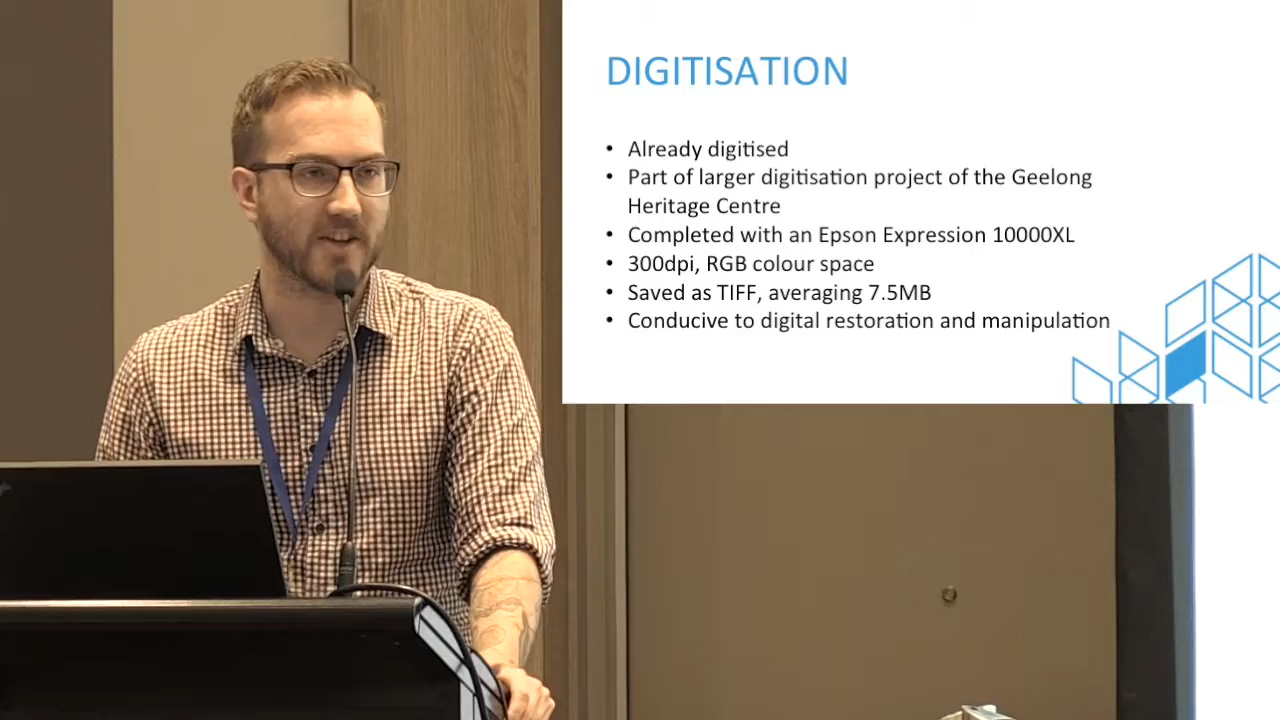 DIGITISATION
• Already digitised
• Part of larger digitisation project of the Geelong
Heritage Centre
• Completed with an Epson Expression 10000XL
• 300dpi, RGB colour space
• Saved as TIFF, averaging 7.5MB
• Conducive to digital restoration and manipulation